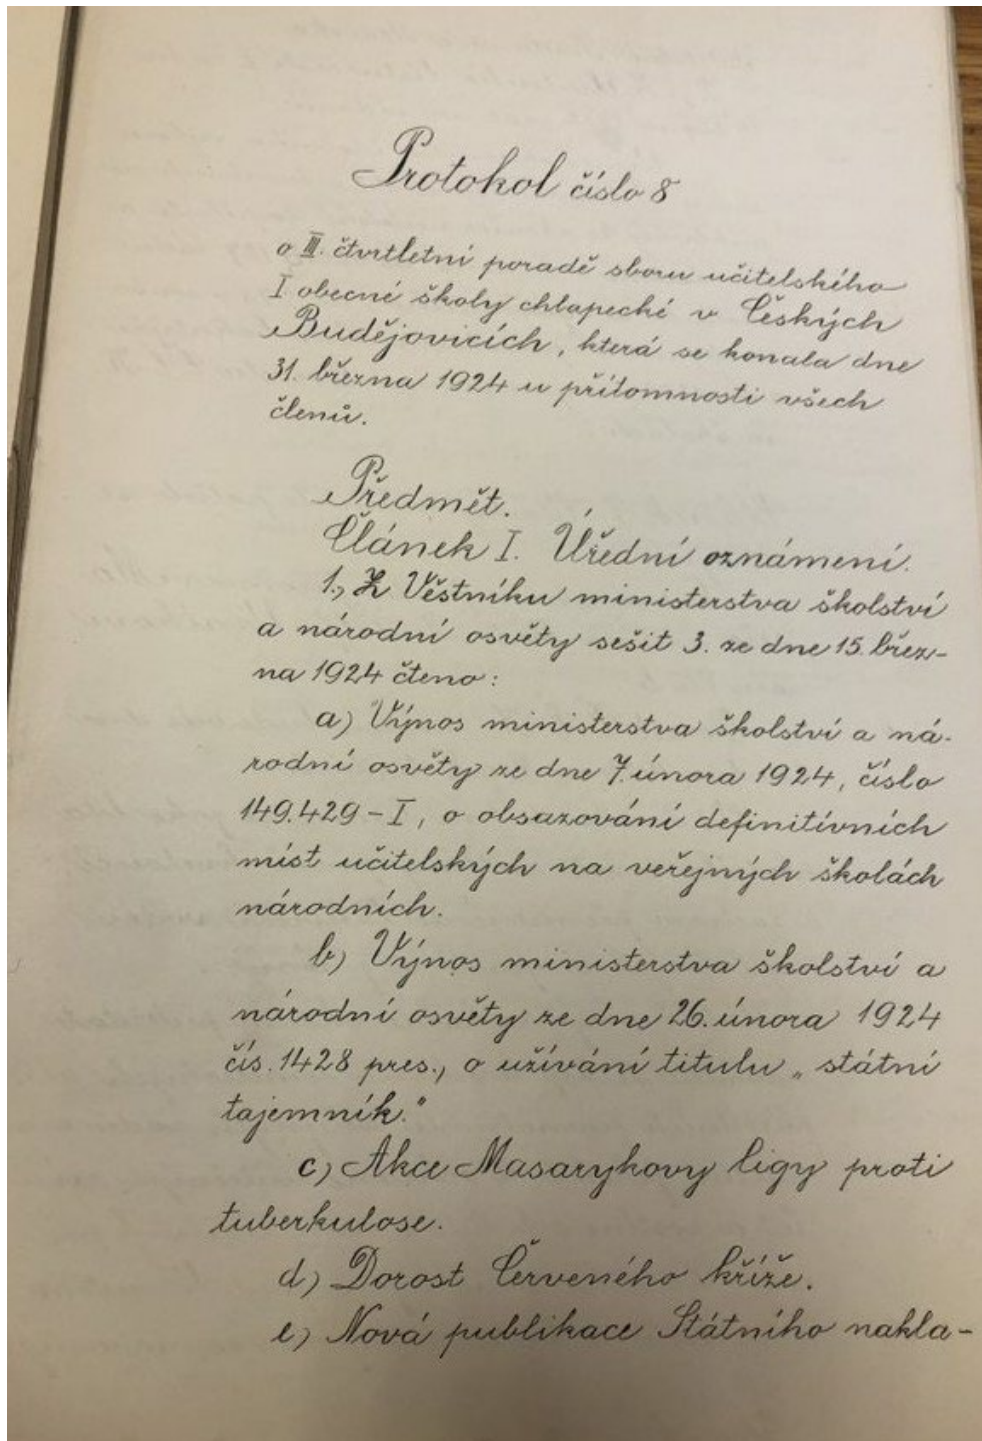 Protokol číslo 8
o III. čtvrtletní poradě sboru učitelského
I obecné školy chlapecké v Českých
Budějovicích, která se konala dne
31. března 1924 u přítomnosti všech
členů.
Předmět.
Článek I. Úřední oznámení.
1., Z Věstníku ministerstva školství
a národní osvěty sešit 3. ze dne 15. břez-
na 1924 čteno:
a) Výnos ministerstva školství a ná-
rodní osvěty ze dne 7. února 1924, číslo
149.429-I, o obsazování definitivních
míst učitelských na veřejných školách
národních.
b) Výnos ministerstva školství a
národní osvěty ze dne 26. února 1924
čís. 1428 pres., o užívání titulu „státní
tajemník."
c) Akce Masarykovy ligy proti
tuberkulose.
d) Dorost Červeného kříže.
e) Nová publikace Státního nakla-